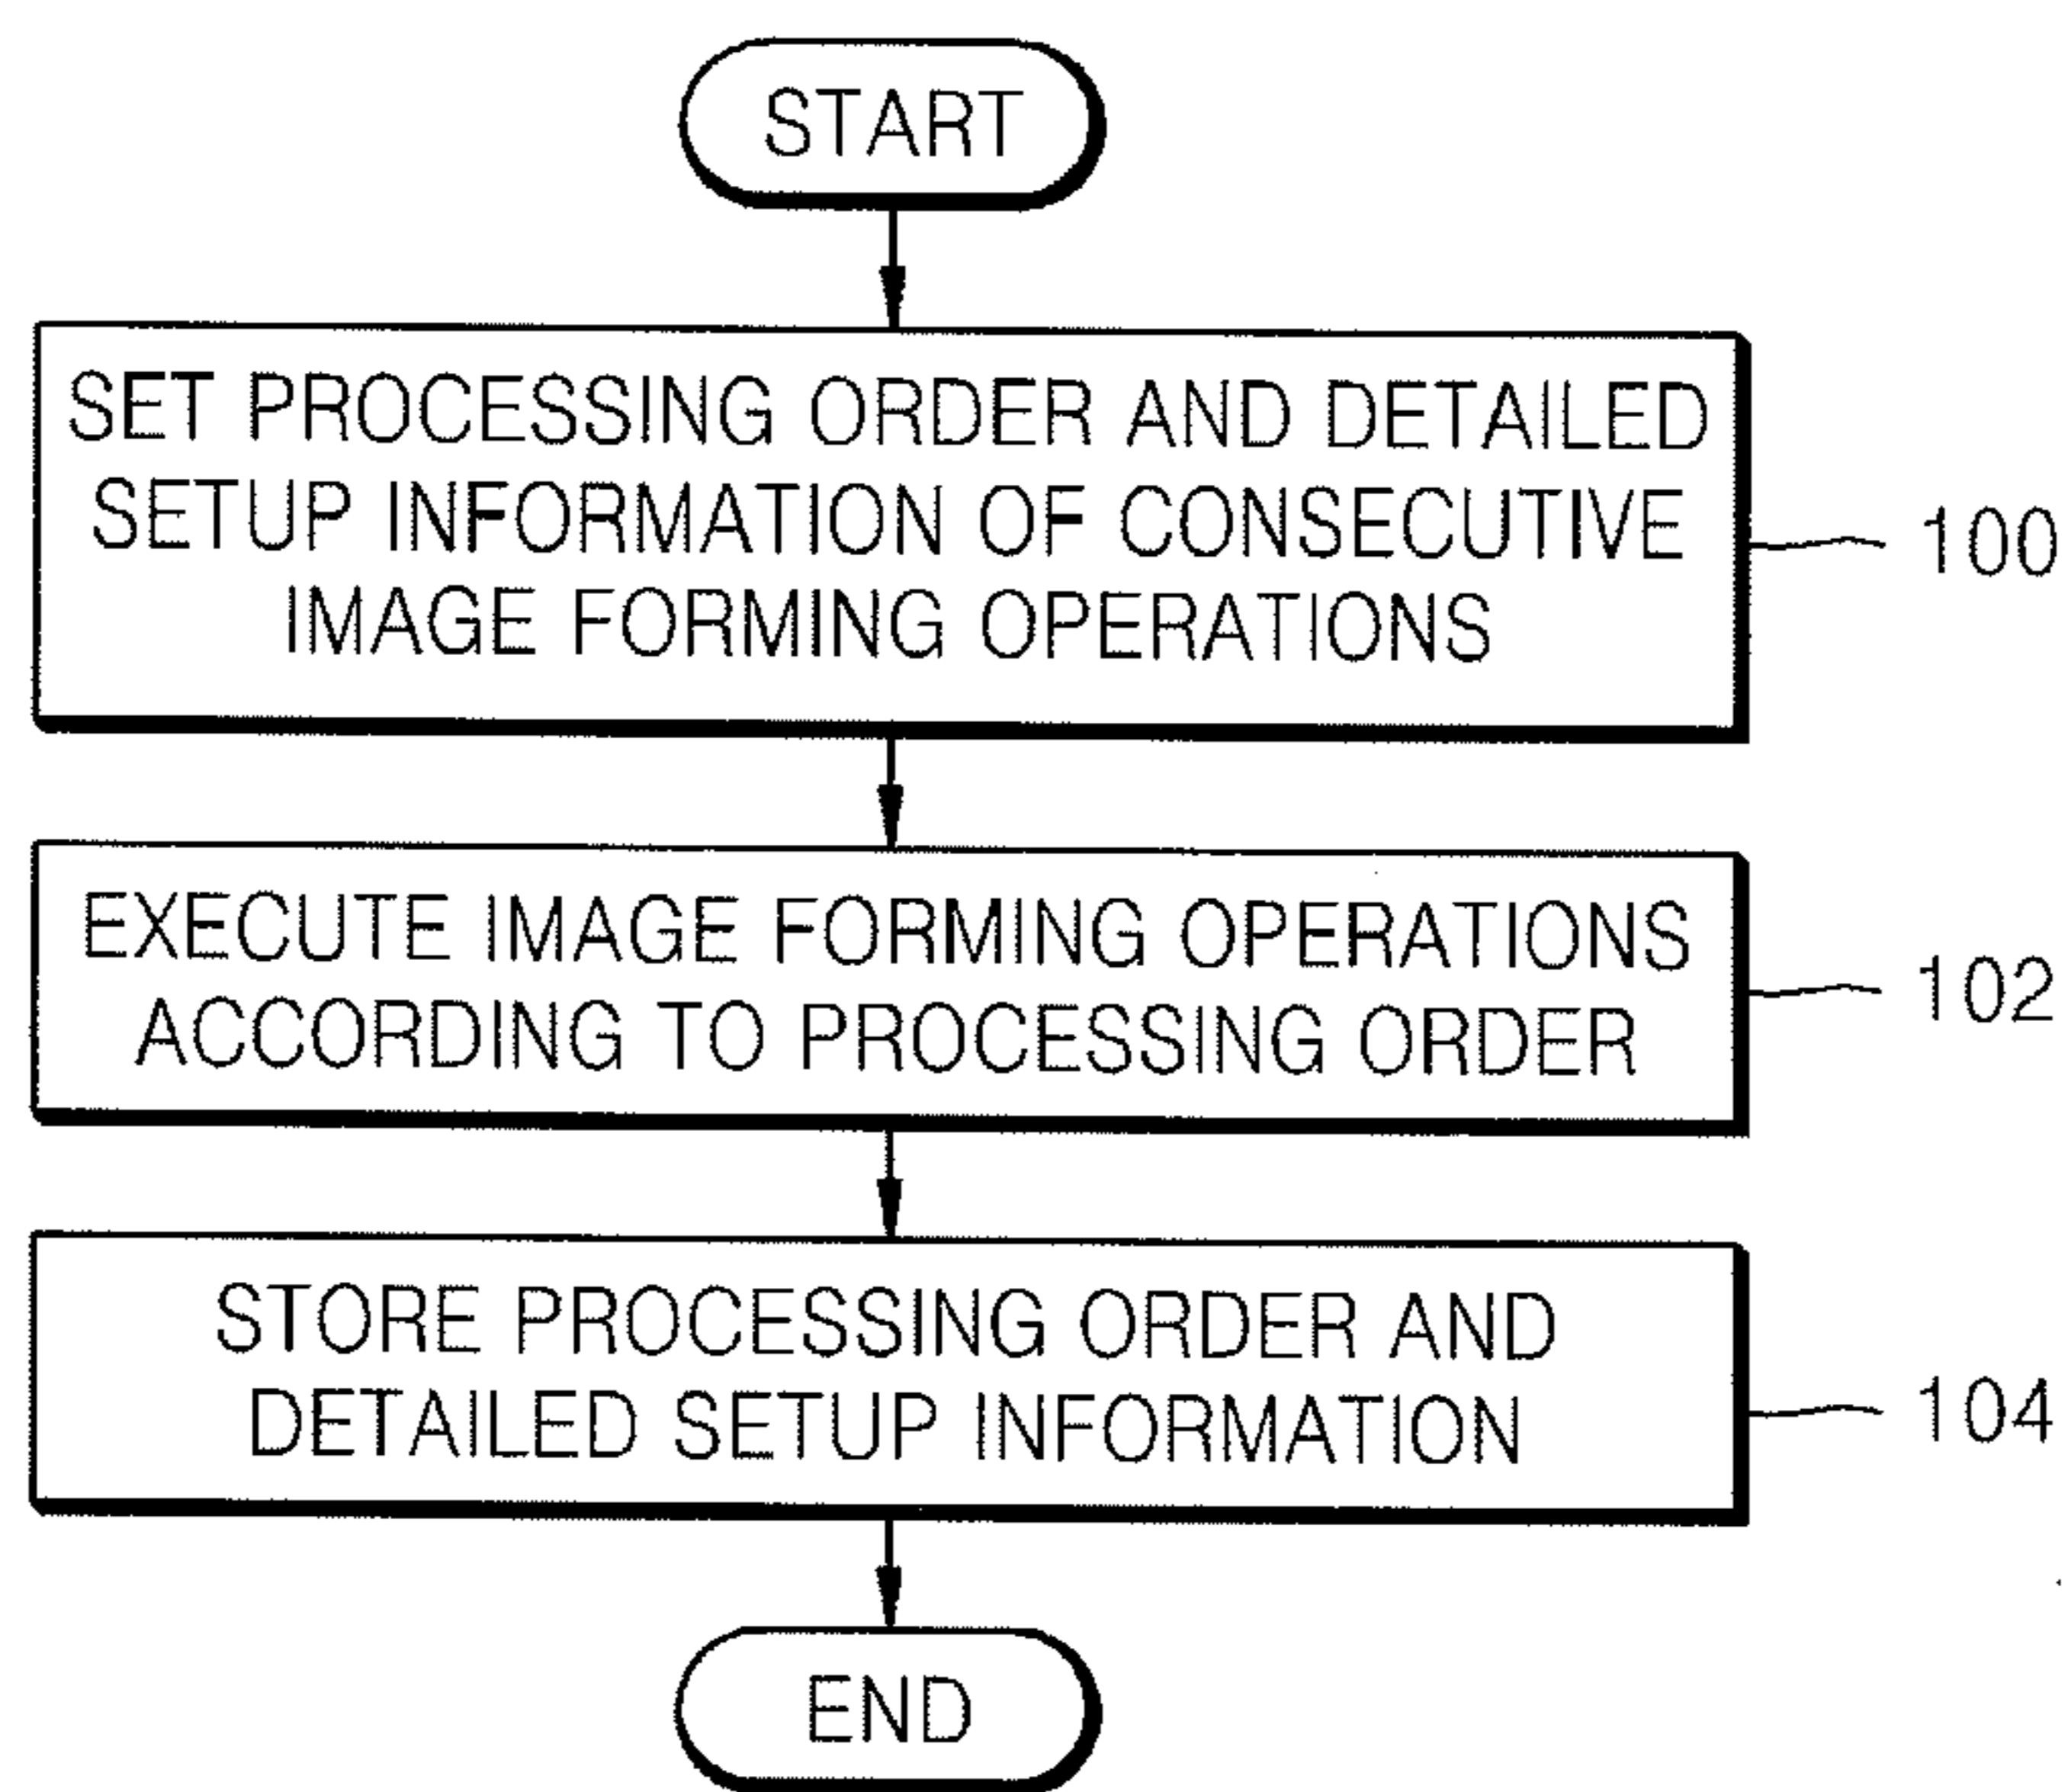 START
SET PROCESSING ORDER AND DETAILED
SETUP INFORMATION OF CONSECUTIVE
IMAGE FORMING OPERATIONS
100
EXECUTE IMAGE FORMING OPERATIONS
ACCORDING TO PROCESSING ORDER
102
STORE PROCESSING ORDER AND
DETAILED SETUP INFORMATION
104
END